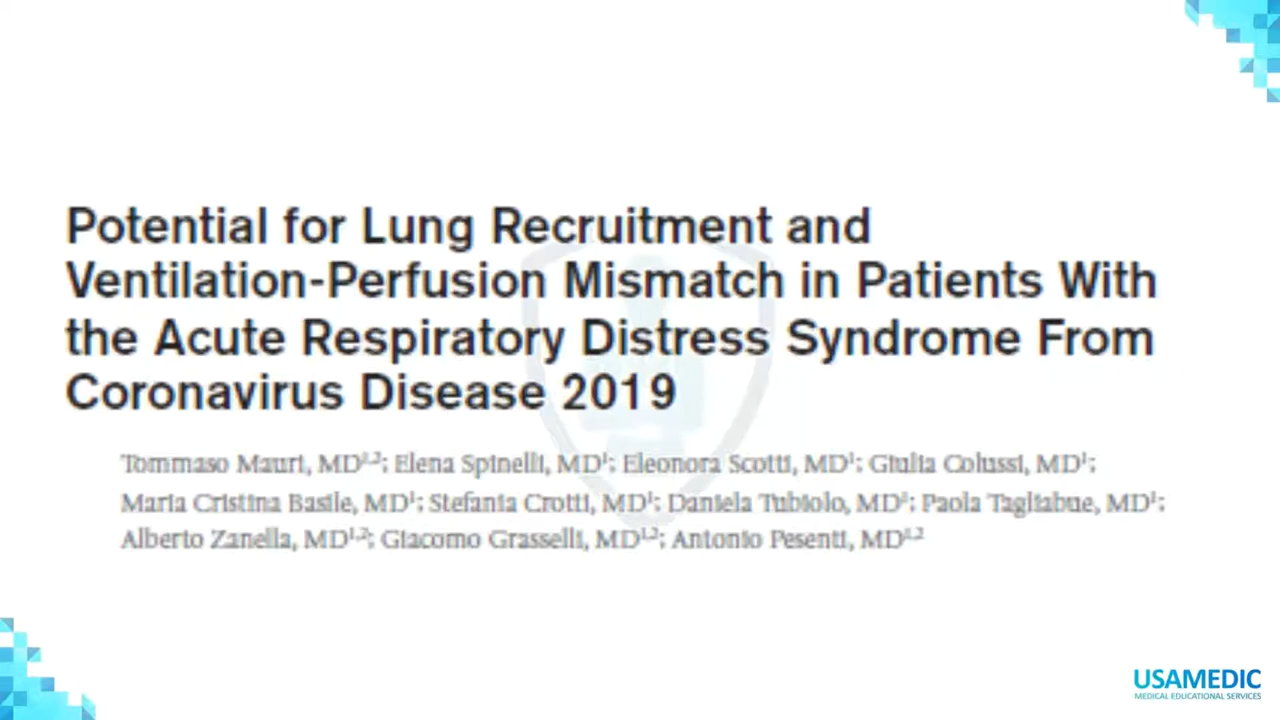 Potential for Lung Recruitment and
Ventilation-Perfusion Mismatch in Patients With
the Acute Respiratory Distress Syndrome From
Coronavirus Disease 2019
Tommaso Mauri, MD1,2; Elena Spinelli, MD1; Eleonora Scotti, MD1; Giulia Colussi, MD1;
Maria Cristina Basile, MD1; Stefania Crotti, MD1; Daniela Tubiolo, MD1; Paola Tagliabue, MD1;
Alberto Zanella, MD1,2; Giacomo Grasselli, MD1,2; Antonio Pesenti, MD1,2
USAMEDIC
MEDICAL EDUCATIONAL SERVICES